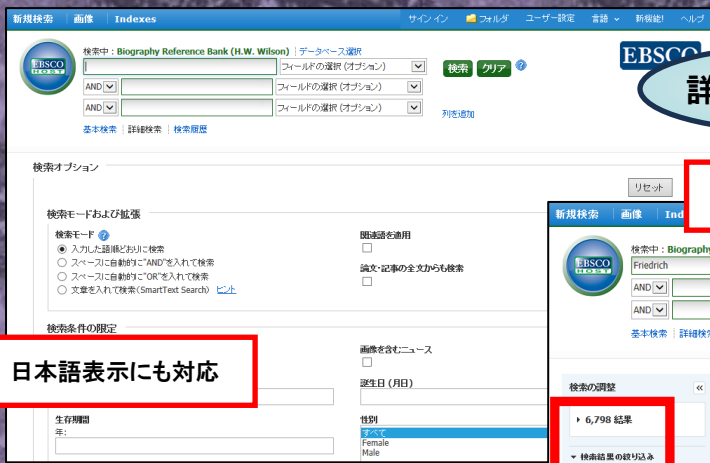 新規検索 画像 Indexes サインイン フォルダ ユーザー設定 言語 新機能! ヘルプ
検索中 : Biography Reference Bank (H.W. Wilson) データベース選択
EBSCO
HOST
フィールドの選択 (オプション) 検索 クリア
AND フィールドの選択 (オプション)
AND フィールドの選択 (オプション) 列を追加
基本検索 詳細検索 検索履歴
EBSC
詳
検索オプション
リセット
検索モードおよび拡張
検索モード
入力した語順どおりに検索
スペースに自動的に"AND"を入れて検索
スペースに自動的に"OR"を入れて検索
文章を入れて検索(SmartText Search) ヒント
関連語を適用
論文・記事の全文からも検索
検索条件の限定
画像を含むニュース
日本語表示にも対応
誕生日 (月日)
生存期間
年:
性別
すべて
Female
Male
新規検索 画像 Ind
検索中 : Biography
EBSCO
HOST
Friedrich
AND
AND
基本検索 詳細検索
検索の調整
6,798 結果
検索結果の絞り込み